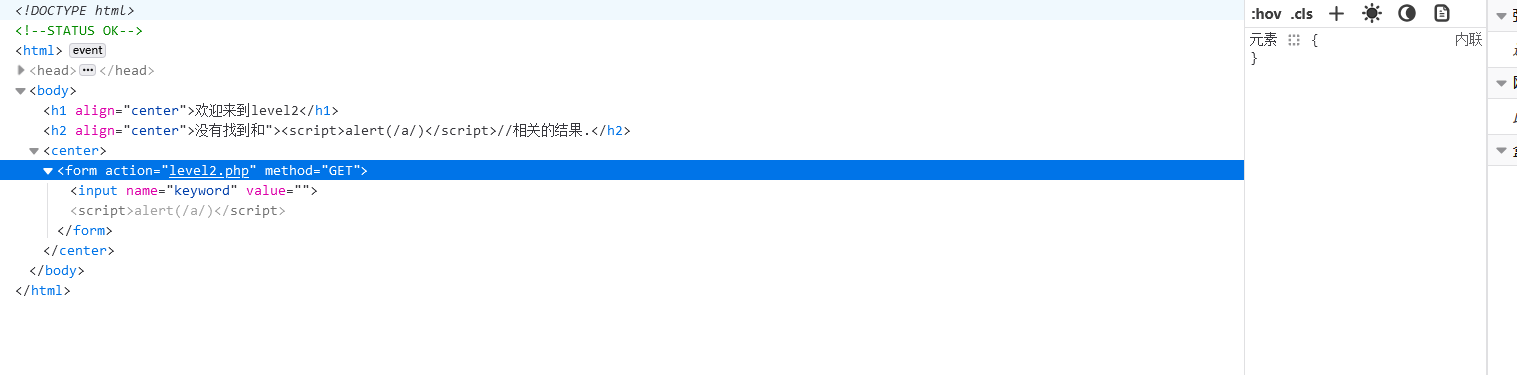 <!DOCTYPE html>
<!--STATUS OK-->
<html> event
<head> ••• </head>
<body>
<h1 align="center">欢迎来到level2</h1>
<h2 align="center">没有找到和"><script>alert(/a/)</script>//相关的结果.</h2>
<center>
<form action="level2.php" method="GET">
<input name="keyword" value="">
<script>alert(/a/)</script>
</form>
</center>
</body>
</html>
:hov .cls
元素 { 内联
}